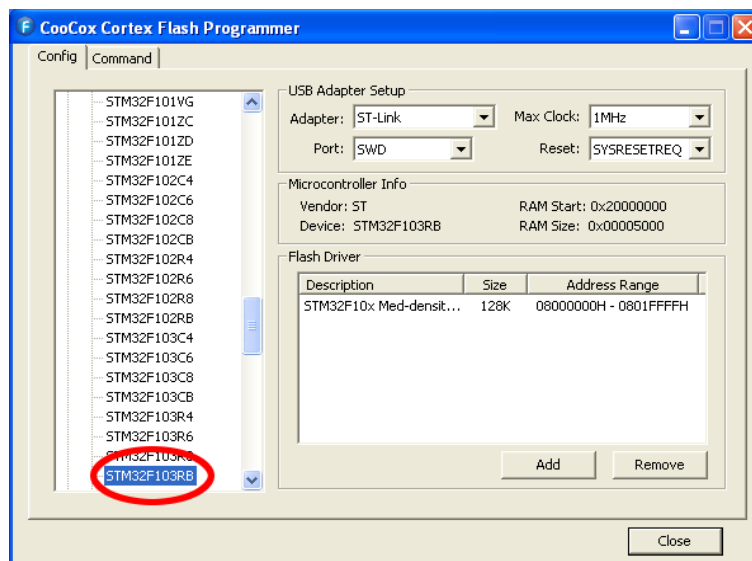 CooCox Cortex Flash Programmer
Config
Command
STM32F101VG
STM32F101ZC
STM32F101ZD
STM32F101ZE
STM32F102C4
STM32F102C6
STM32F102C8
STM32F102CB
STM32F102R4
STM32F102R6
STM32F102R8
STM32F102RB
STM32F103C4
STM32F103C6
STM32F103C8
STM32F103CB
STM32F103R4
STM32F103R6
STM32F103R8
STM32F103RB
USB Adapter Setup
Adapter: ST-Link Max Clock: 1MHz
Port: SWD Reset: SYSRESETREQ
Microcontroller Info
Vendor: ST RAM Start: 0x20000000
Device: STM32F103RB RAM Size: 0x00005000
Flash Driver
Description Size Address Range
STM32F10x Med-densit... 128K 08000000H - 0801FFFFH
Add Remove
Close